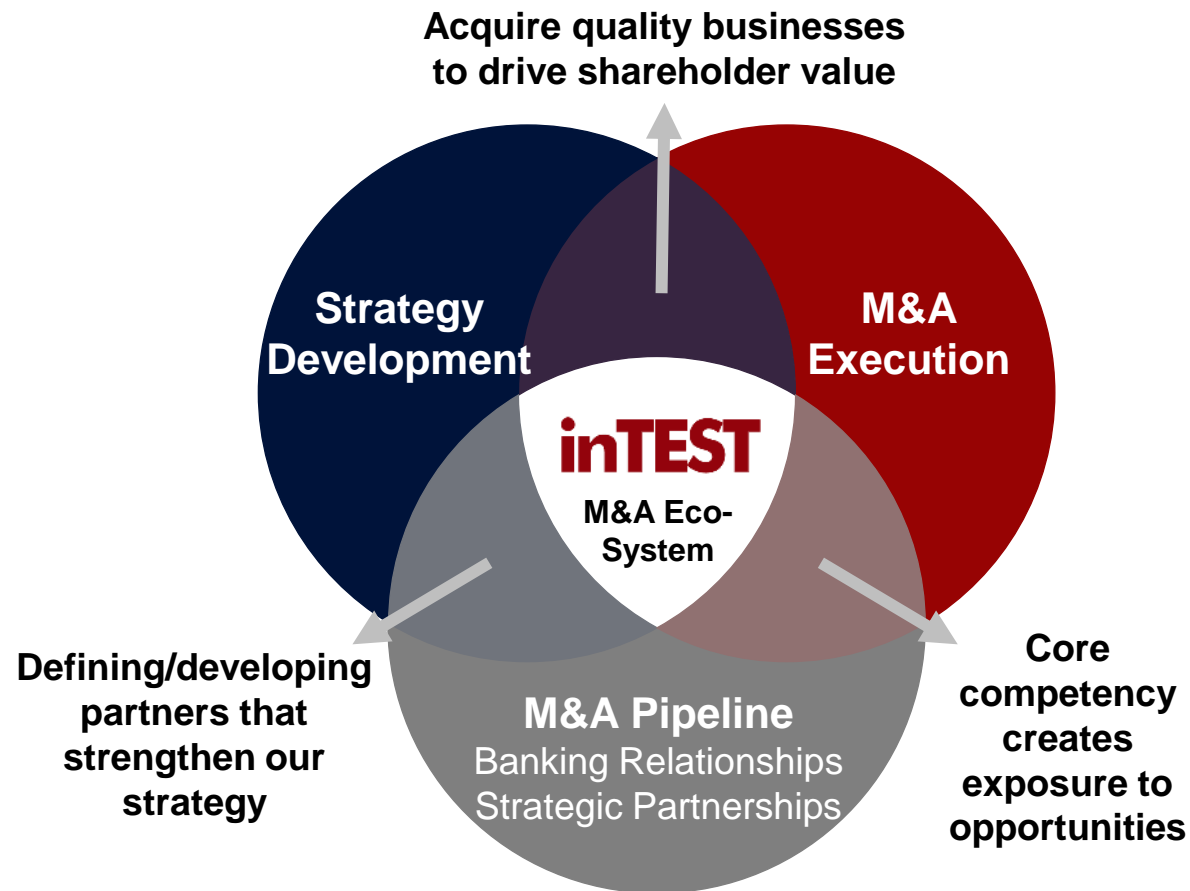 Acquire quality businesses
to drive shareholder value
Strategy
Development
M&A
Execution
inTEST
M&A Eco-
System
Defining/developing
partners that
strengthen our
strategy
M&A Pipeline
Banking Relationships
Strategic Partnerships
Core
competency
creates
exposure to
opportunities